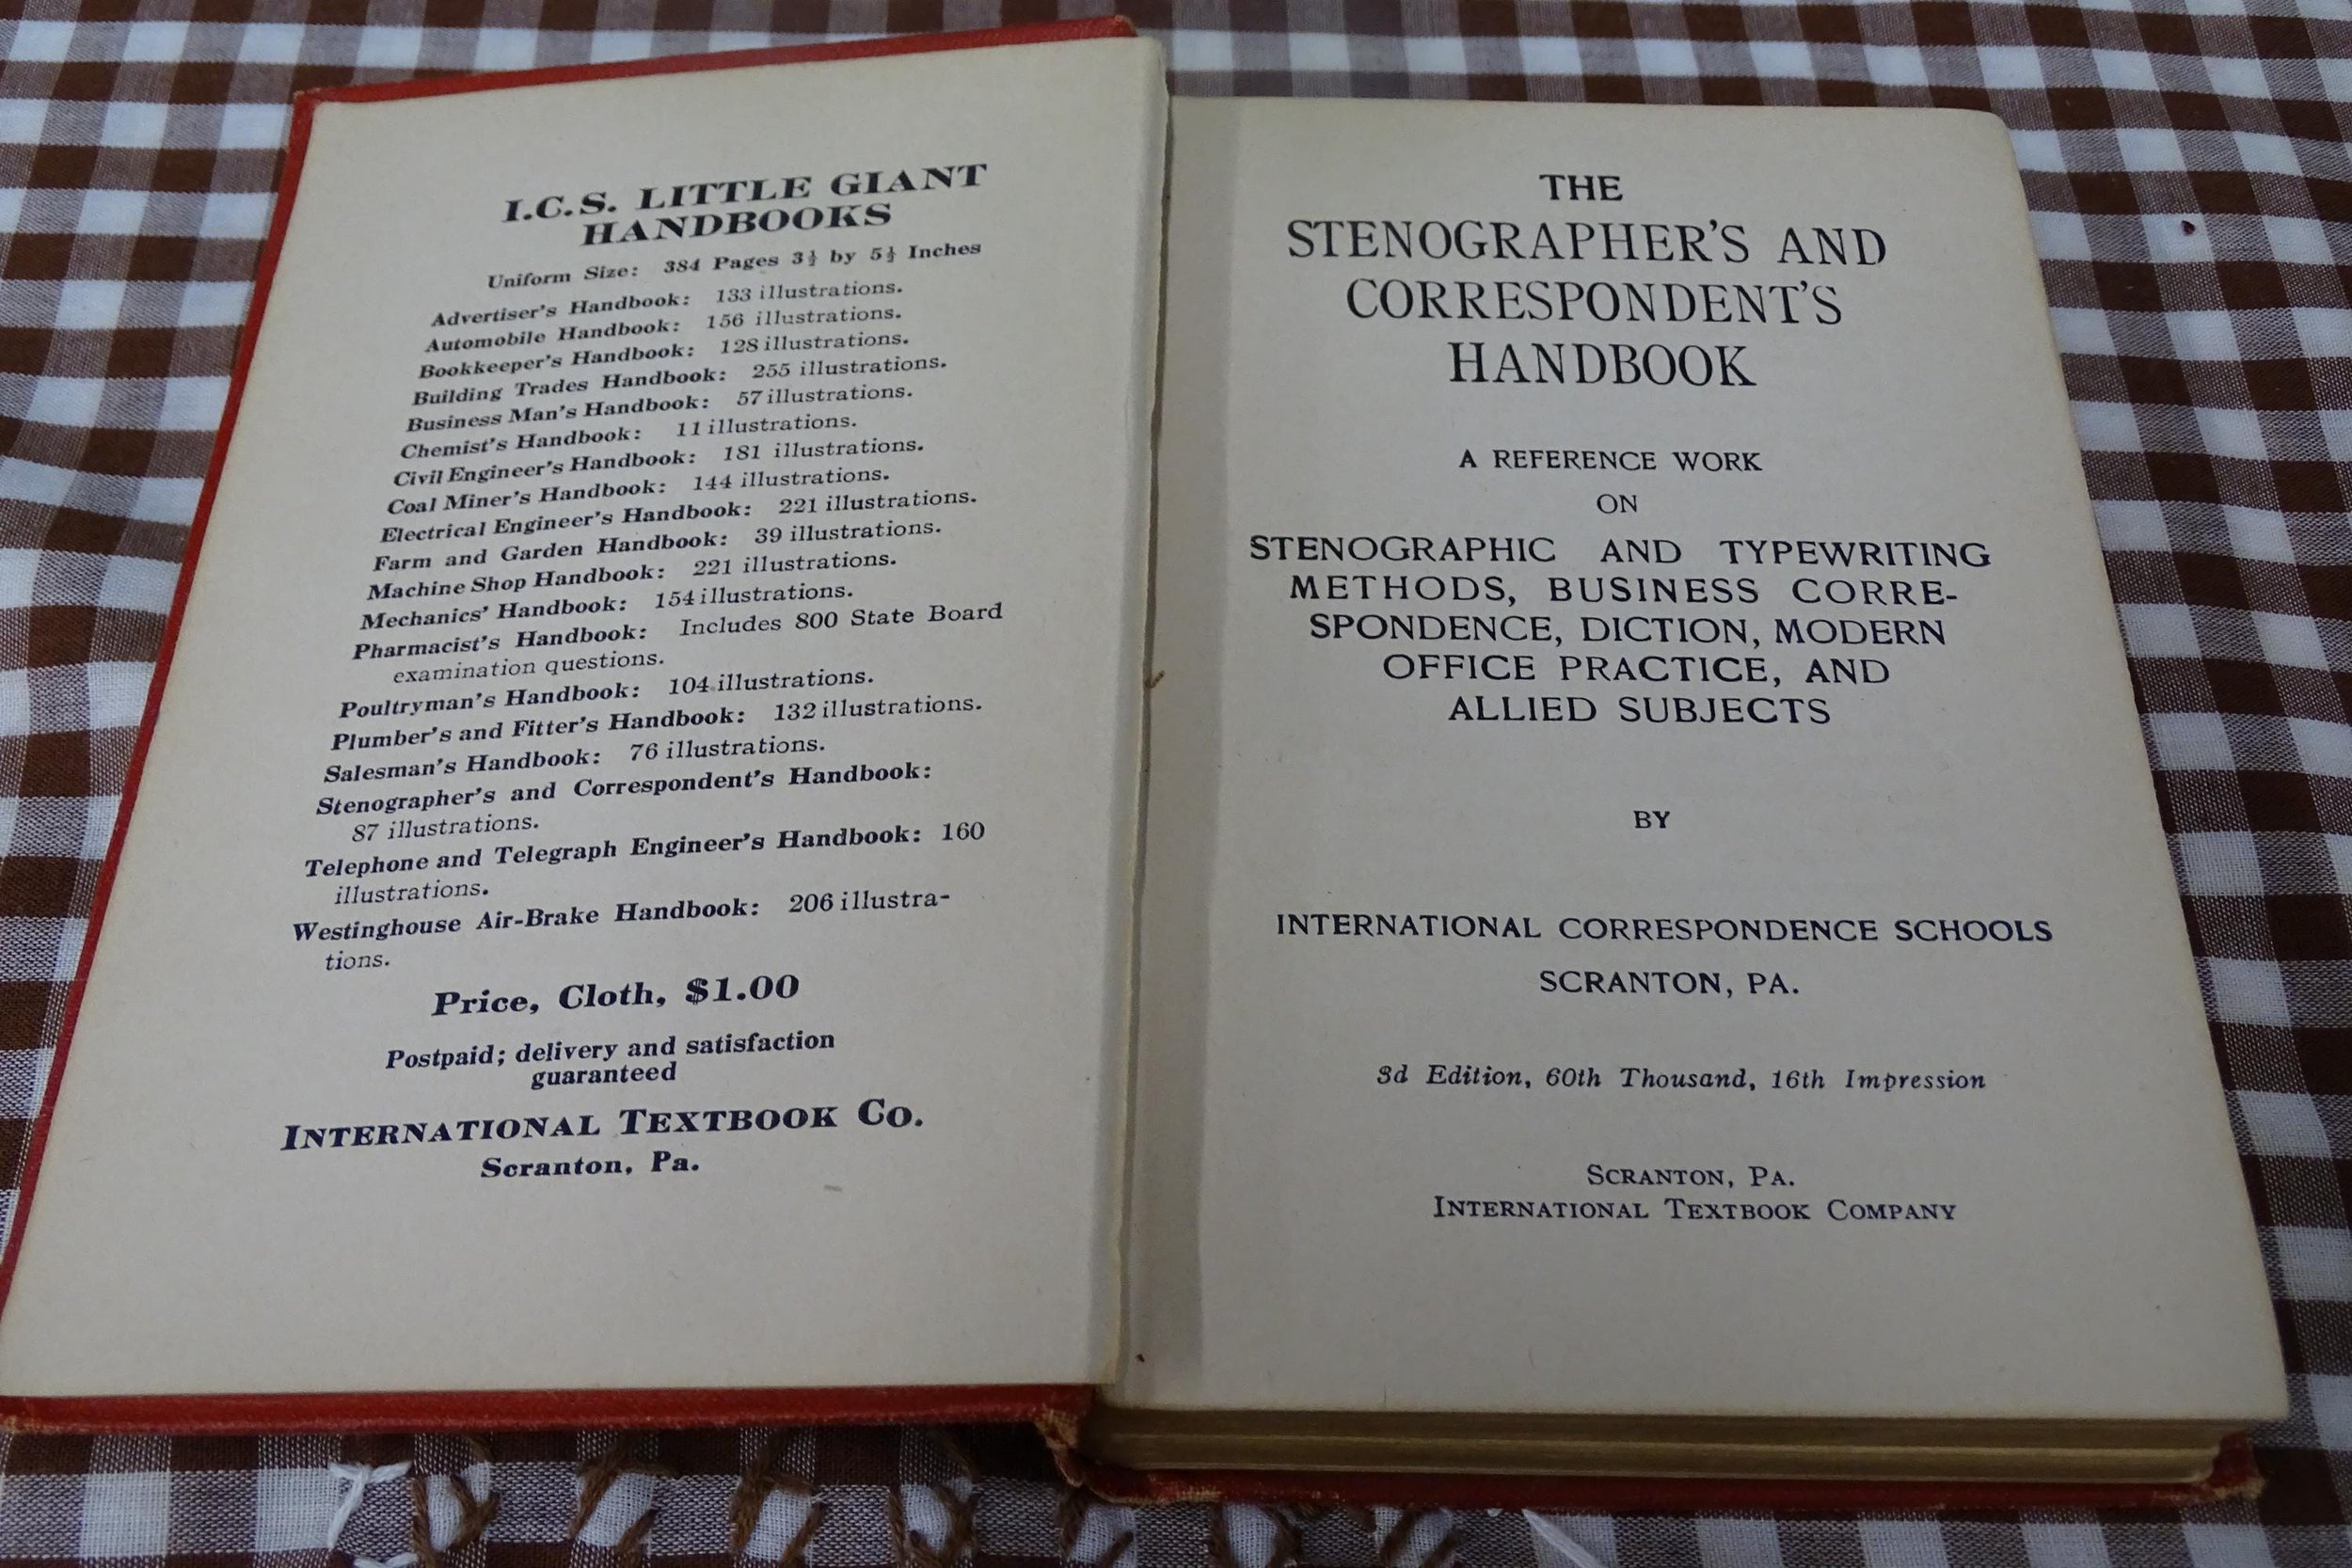 I.C.S. LITTLE GIANT
HANDBOOKS
Uniform Size: 384 Pages 3½ by 5½ Inches
Advertiser's Handbook: 133 illustrations.
Automobile Handbook: 156 illustrations.
Bookkeeper's Handbook: 128 illustrations.
Building Trades Handbook: 255 illustrations.
Business Man's Handbook: 57 illustrations.
Chemist's Handbook: 11 illustrations.
Civil Engineer's Handbook: 181 illustrations.
Coal Miner's Handbook: 144 illustrations.
Electrical Engineer's Handbook: 221 illustrations.
Farm and Garden Handbook: 39 illustrations.
Machine Shop Handbook: 221 illustrations.
Mechanics' Handbook: 154 illustrations.
Pharmacist's Handbook: Includes 800 State Board
examination questions.
Poultryman's Handbook: 104 illustrations.
Plumber's and Fitter's Handbook: 132 illustrations.
Salesman's Handbook: 76 illustrations.
Stenographer's and Correspondent's Handbook:
87 illustrations.
Telephone and Telegraph Engineer's Handbook: 160
illustrations.
Westinghouse Air-Brake Handbook: 206 illustra-
tions.
Price, Cloth, $1.00
Postpaid; delivery and satisfaction
guaranteed
INTERNATIONAL TEXTBOOK CO.
Scranton, Pa.
THE
STENOGRAPHER'S AND
CORRESPONDENT'S
HANDBOOK
A REFERENCE WORK
ON
STENOGRAPHIC AND TYPEWRITING
METHODS, BUSINESS CORRE-
SPONDENCE, DICTION, MODERN
OFFICE PRACTICE, AND
ALLIED SUBJECTS
BY
INTERNATIONAL CORRESPONDENCE SCHOOLS
SCRANTON, PA.
3d Edition, 60th Thousand, 16th Impression
SCRANTON, PA.
INTERNATIONAL TEXTBOOK COMPANY